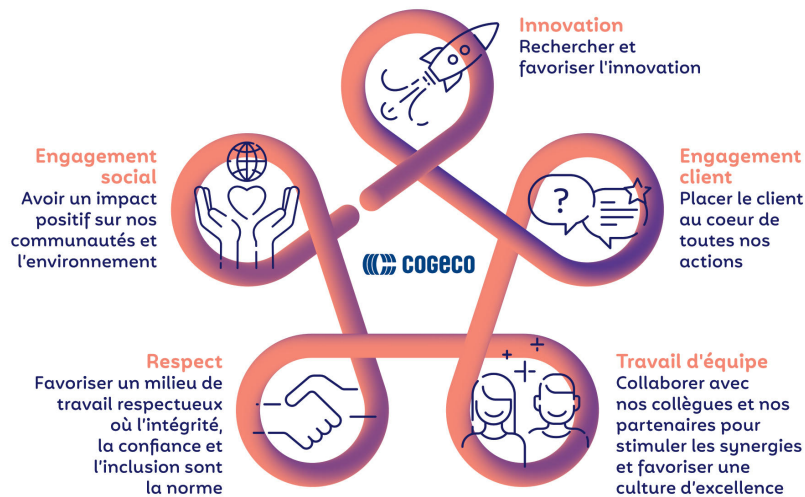 Innovation
Rechercher et
favoriser l'innovation
Engagement
social
Avoir un impact
positif sur nos
communautés et
l'environnement
Engagement
client
Placer le client
au coeur de
toutes nos
actions
?
cogeco
Respect
Favoriser un milieu de
travail respectueux
où l'intégrité,
la confiance et
l'inclusion sont
la norme
Travail d'équipe
Collaborer avec
nos collègues et nos
partenaires pour
stimuler les synergies
et favoriser une
culture d'excellence